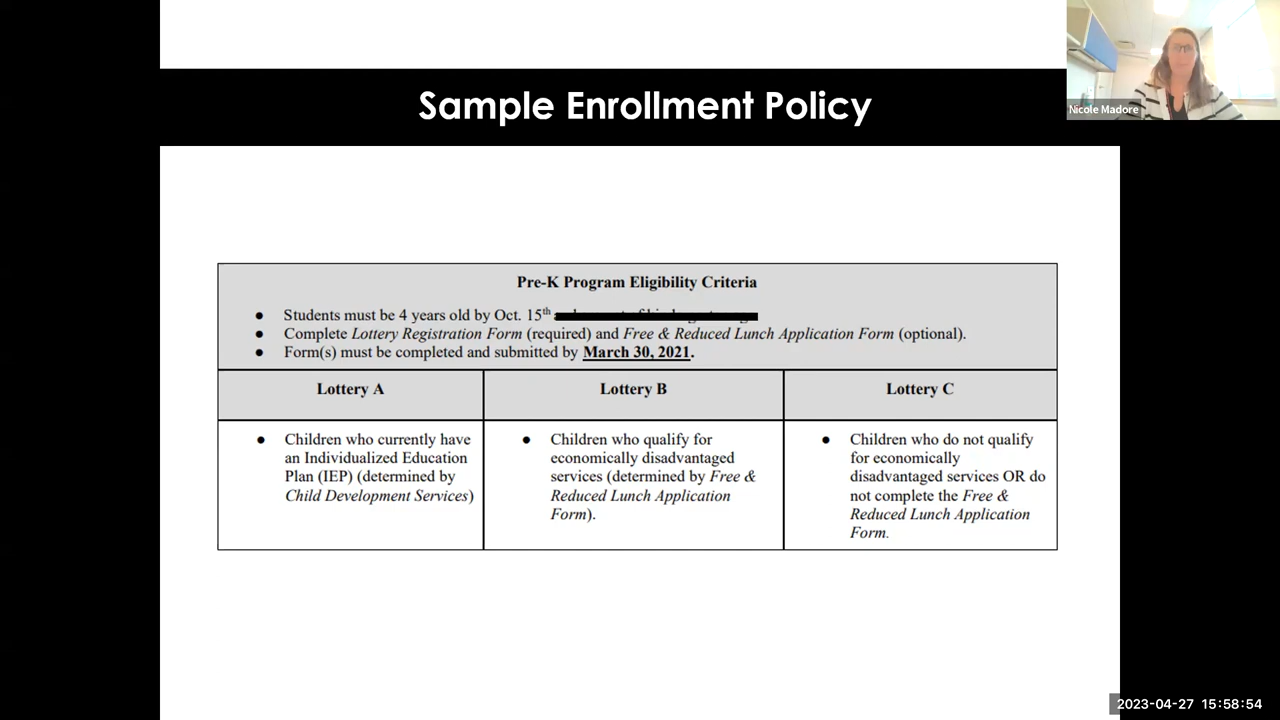 Sample Enrollment Policy
Nicole Madore
Pre-K Program Eligibility Criteria
● Students must be 4 years old by Oct. 15th
● Complete Lottery Registration Form (required) and Free & Reduced Lunch Application Form (optional).
● Form(s) must be completed and submitted by March 30, 2021.
Lottery A
Lottery B
Lottery C
● Children who currently have
an Individualized Education
Plan (IEP) (determined by
Child Development Services)
● Children who qualify for
economically disadvantaged
services (determined by Free &
Reduced Lunch Application
Form).
● Children who do not qualify
for economically
disadvantaged services OR do
not complete the Free &
Reduced Lunch Application
Form.
2023-04-27 15:58:54